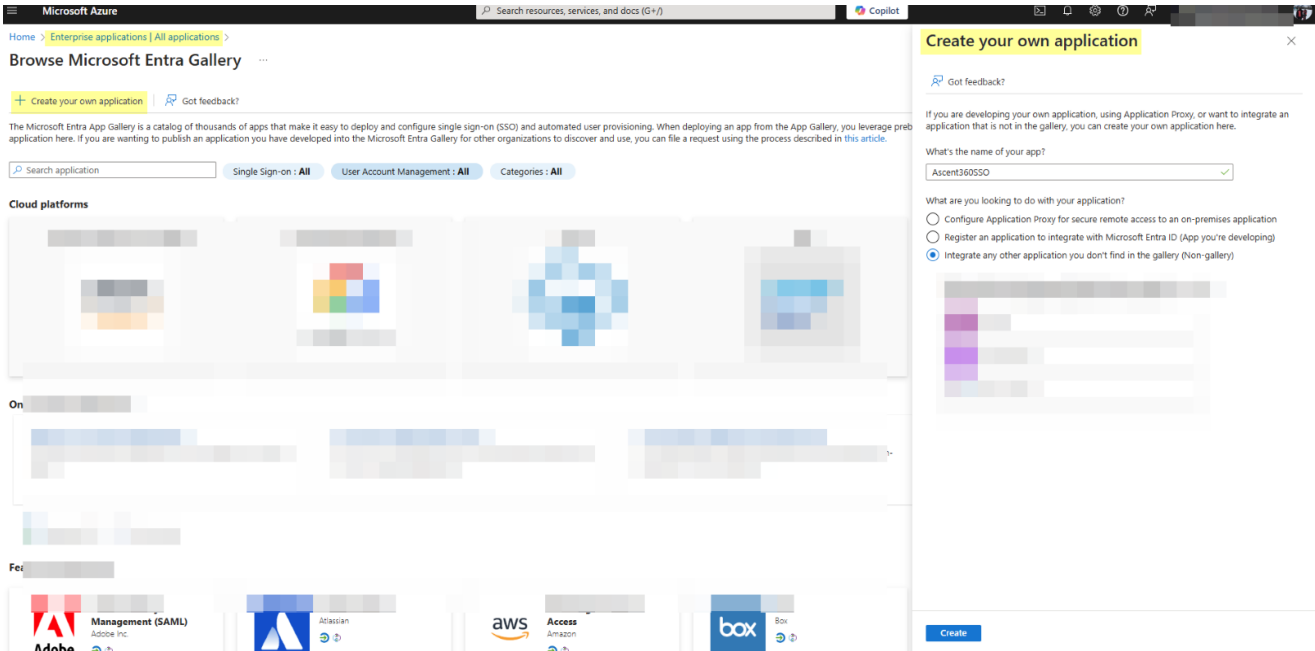 Microsoft Azure
Search resources, services, and docs (G+/)
Copilot
Home > Enterprise applications | All applications >
Browse Microsoft Entra Gallery ...
+ Create your own application
Got feedback?
The Microsoft Entra App Gallery is a catalog of thousands of apps that make it easy to deploy and configure single sign-on (SSO) and automated user provisioning. When deploying an app from the App Gallery, you leverage preb
application here. If you are wanting to publish an application you have developed into the Microsoft Entra Gallery for other organizations to discover and use, you can file a request using the process described in this article.
Search application
Single Sign-on : All
User Account Management : All
Categories : All
Cloud platforms
On
Fea
Management (SAML)
Adobe Inc.
Adobe
Atlassian
aws
Access
Amazon
box
Box
Create your own application
Got feedback?
If you are developing your own application, using Application Proxy, or want to integrate an
application that is not in the gallery, you can create your own application here.
What's the name of your app?
Ascent360SSO
What are you looking to do with your application?
Configure Application Proxy for secure remote access to an on-premises application
Register an application to integrate with Microsoft Entra ID (App you're developing)
Integrate any other application you don't find in the gallery (Non-gallery)
Create